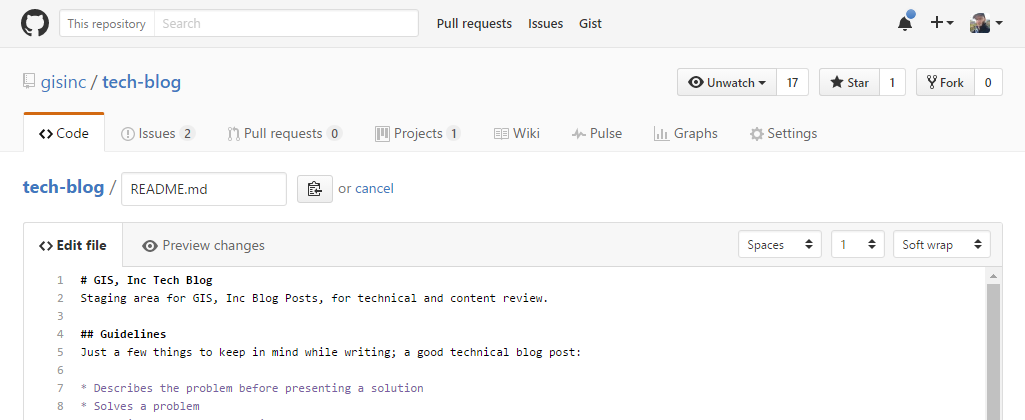 This repository Search Pull requests Issues Gist
gisinc / tech-blog Unwatch 17 Star 1 Fork 0
Code Issues 2 Pull requests 0 Projects 1 Wiki Pulse Graphs Settings
tech-blog / README.md or cancel
Edit file Preview changes Spaces 1 Soft wrap
1 # GIS, Inc Tech Blog
2 Staging area for GIS, Inc Blog Posts, for technical and content review.
3
4 ## Guidelines
5 Just a few things to keep in mind while writing; a good technical blog post:
6
7 * Describes the problem before presenting a solution
8 * Solves a problem